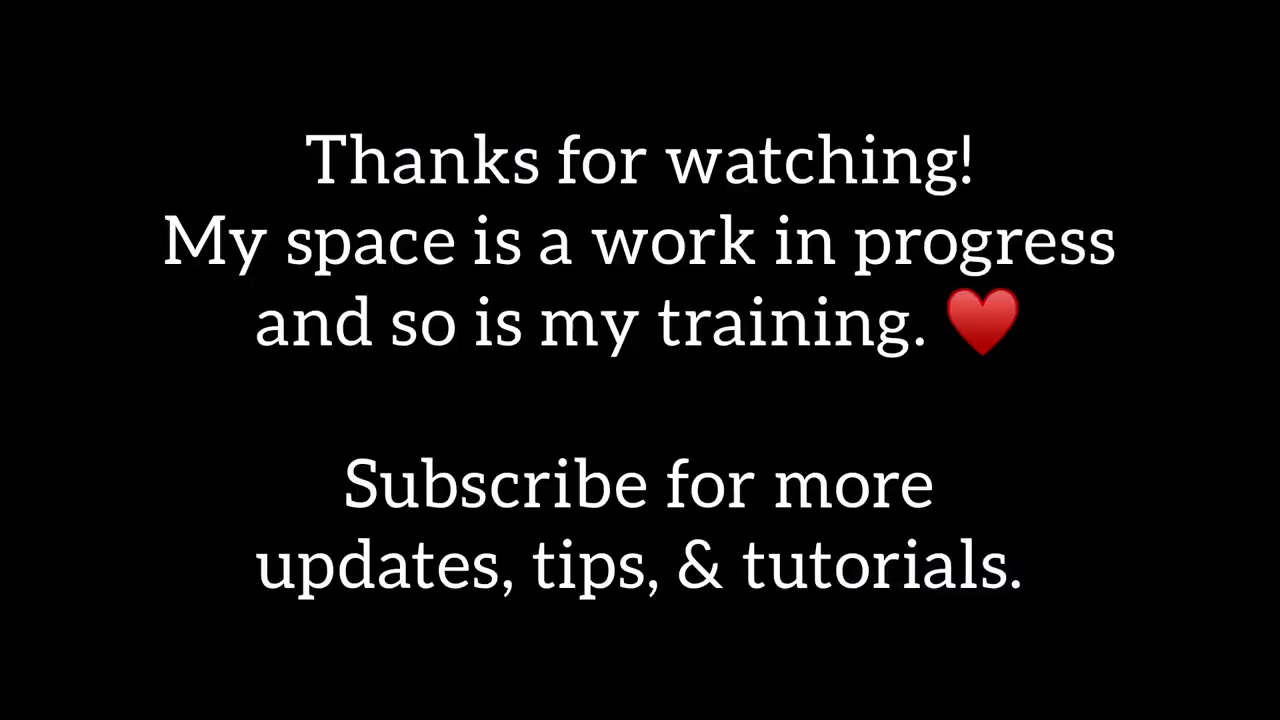 Thanks for watching!
My space is a work in progress
and so is my training. ♥️
Subscribe for more
updates, tips, & tutorials.